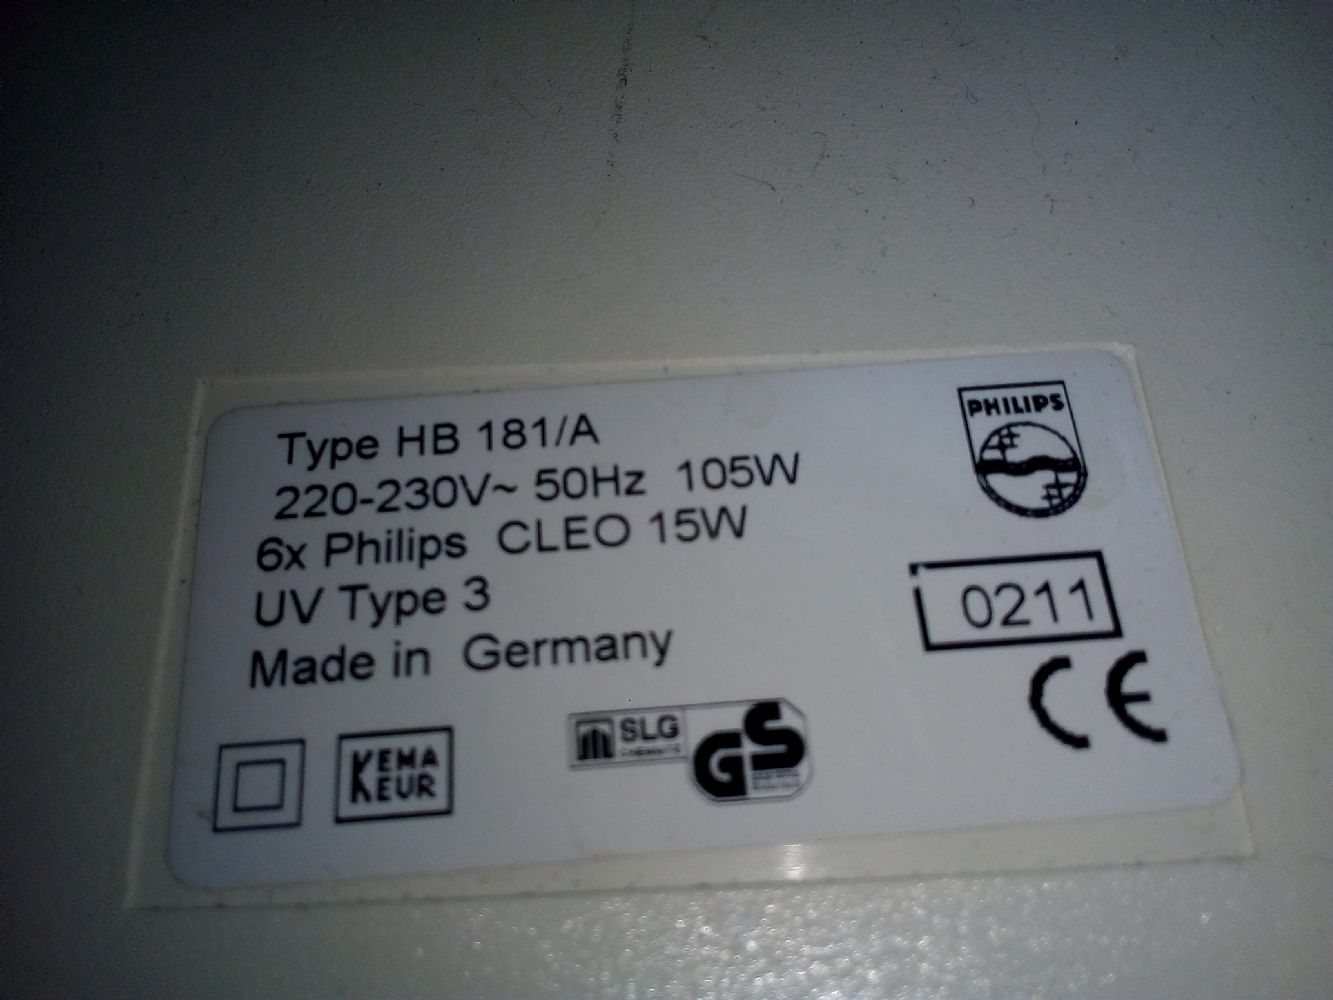 Type HB 181/A
220-230V~ 50Hz 105W
6x Philips CLEO 15W
UV Type 3
Made in Germany
PHILIPS
0211
CE
KEMA
KEUR
SLG
GS